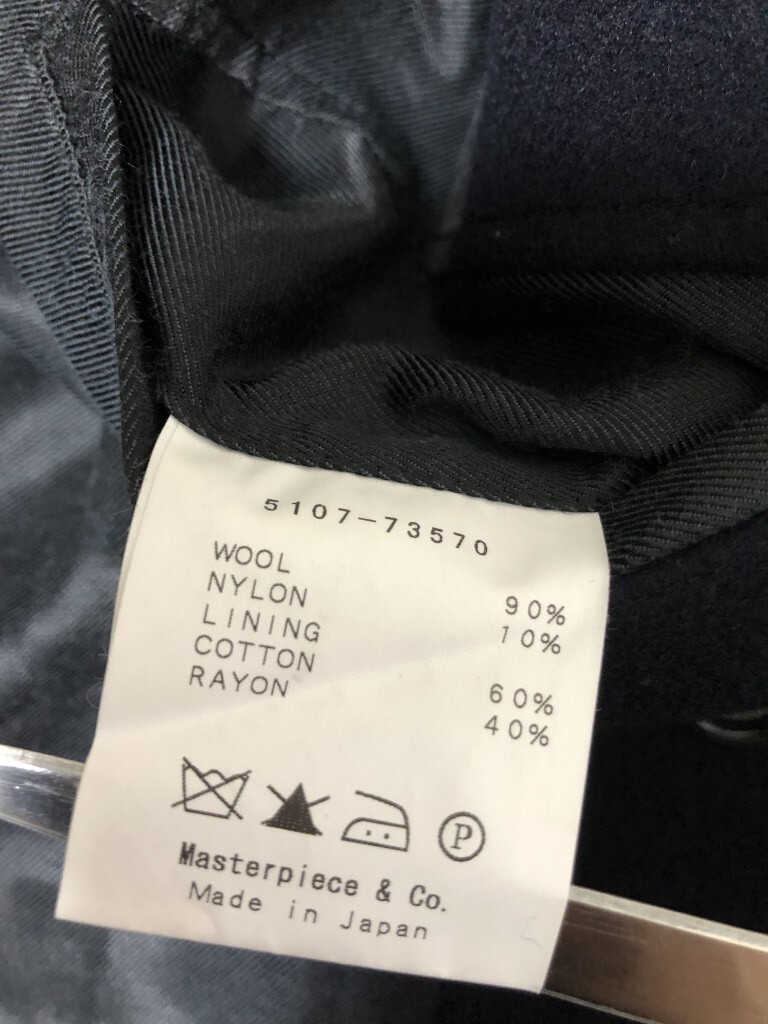 5107-73570
WOOL 90%
NYLON 10%
LINING
COTTON 60%
RAYON 40%
P
Masterpiece & Co.
Made in Japan